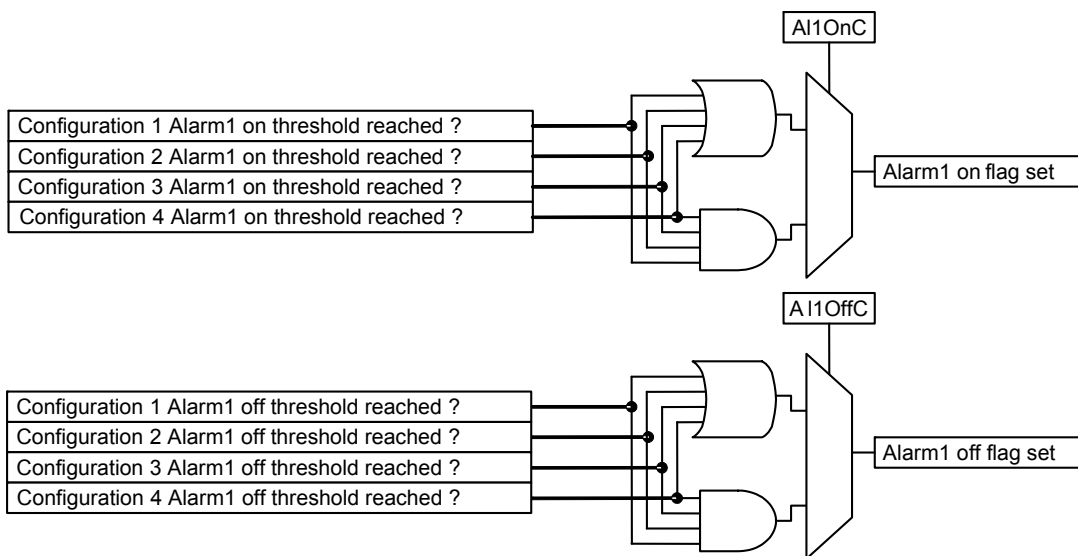 Al1OnC
Configuration 1 Alarm1 on threshold reached ?
Configuration 2 Alarm1 on threshold reached ?
Configuration 3 Alarm1 on threshold reached ?
Configuration 4 Alarm1 on threshold reached ?
Alarm1 on flag set
Al1OffC
Configuration 1 Alarm1 off threshold reached ?
Configuration 2 Alarm1 off threshold reached ?
Configuration 3 Alarm1 off threshold reached ?
Configuration 4 Alarm1 off threshold reached ?
Alarm1 off flag set